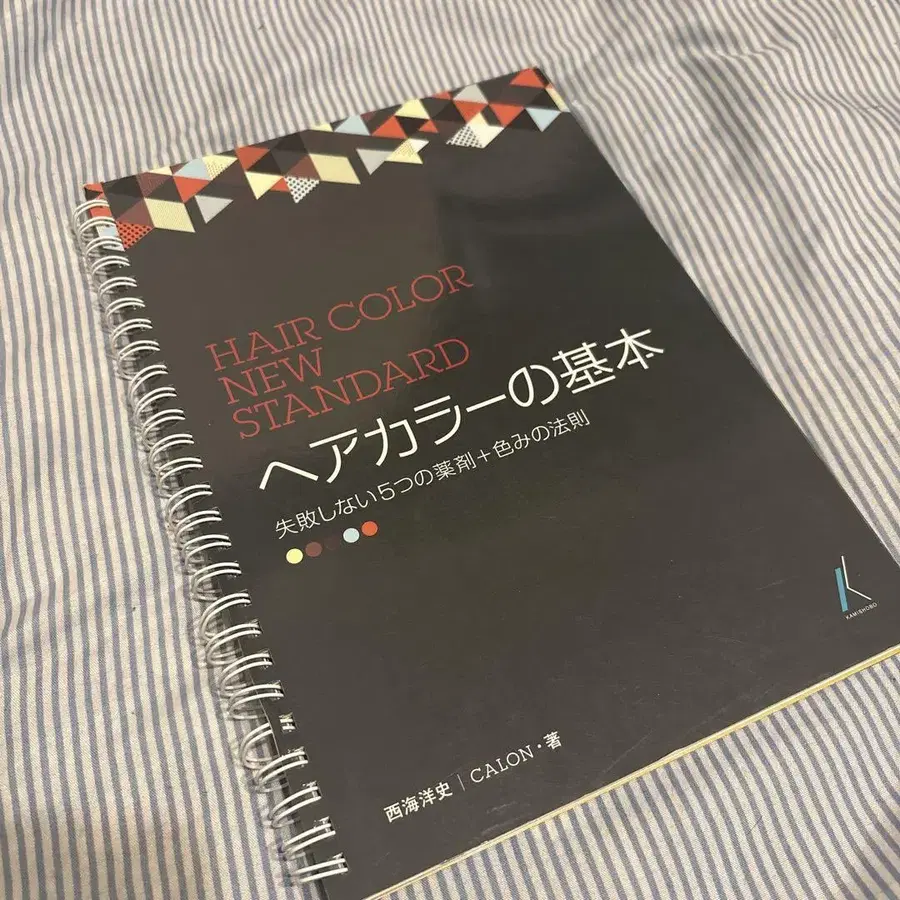 HAIR COLOR
NEW
STANDARD
ヘアカラーの基本
失敗しない5つの薬剤+色みの法則
KAMISHOBO
西海洋史 | CALON・著